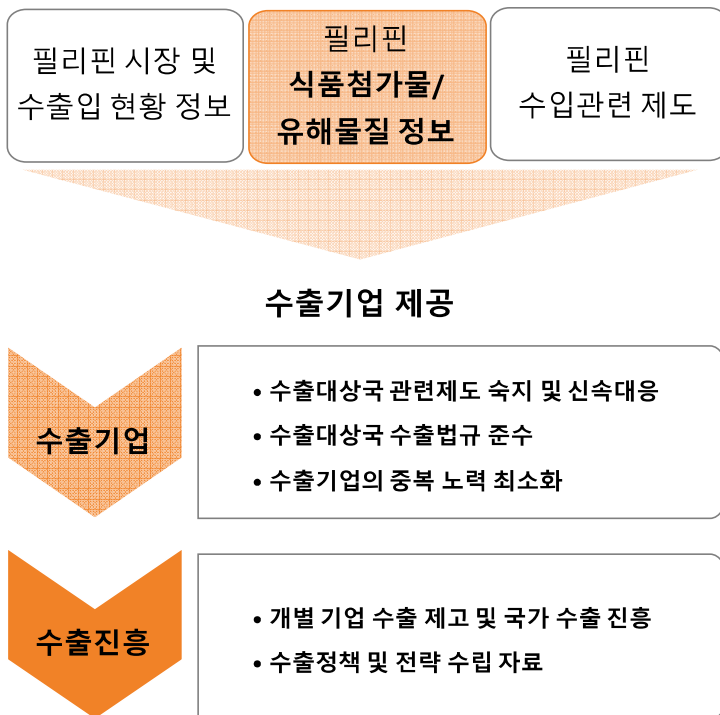 필리핀 시장 및
수출입 현황 정보
필리핀
식품첨가물/
유해물질 정보
필리핀
수입관련 제도
수출기업 제공
수출기업
• 수출대상국 관련제도 숙지 및 신속대응
• 수출대상국 수출법규 준수
• 수출기업의 중복 노력 최소화
수출진흥
• 개별 기업 수출 제고 및 국가 수출 진흥
• 수출정책 및 전략 수립 자료